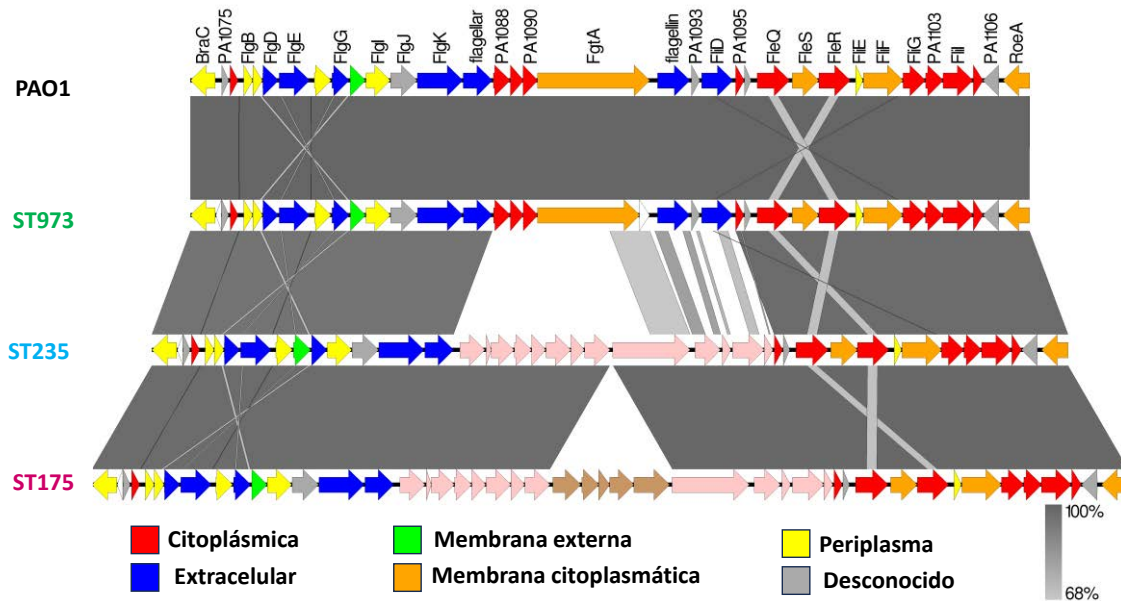 BraC PA1075 FlgB FlgD FlgE FlgG FlgI FlgJ FlgK flagellar PA1088 PA1090 FgtA flagellin PA1093 FliD PA1095 FleQ FleS FleR FliE FliF FliG PA1103 FliI PA1106 RoeA
PAO1
ST973
ST235
ST175
100%
68%
Citoplásmica
Membrana externa
Periplasma
Extracelular
Membrana citoplasmática
Desconocido